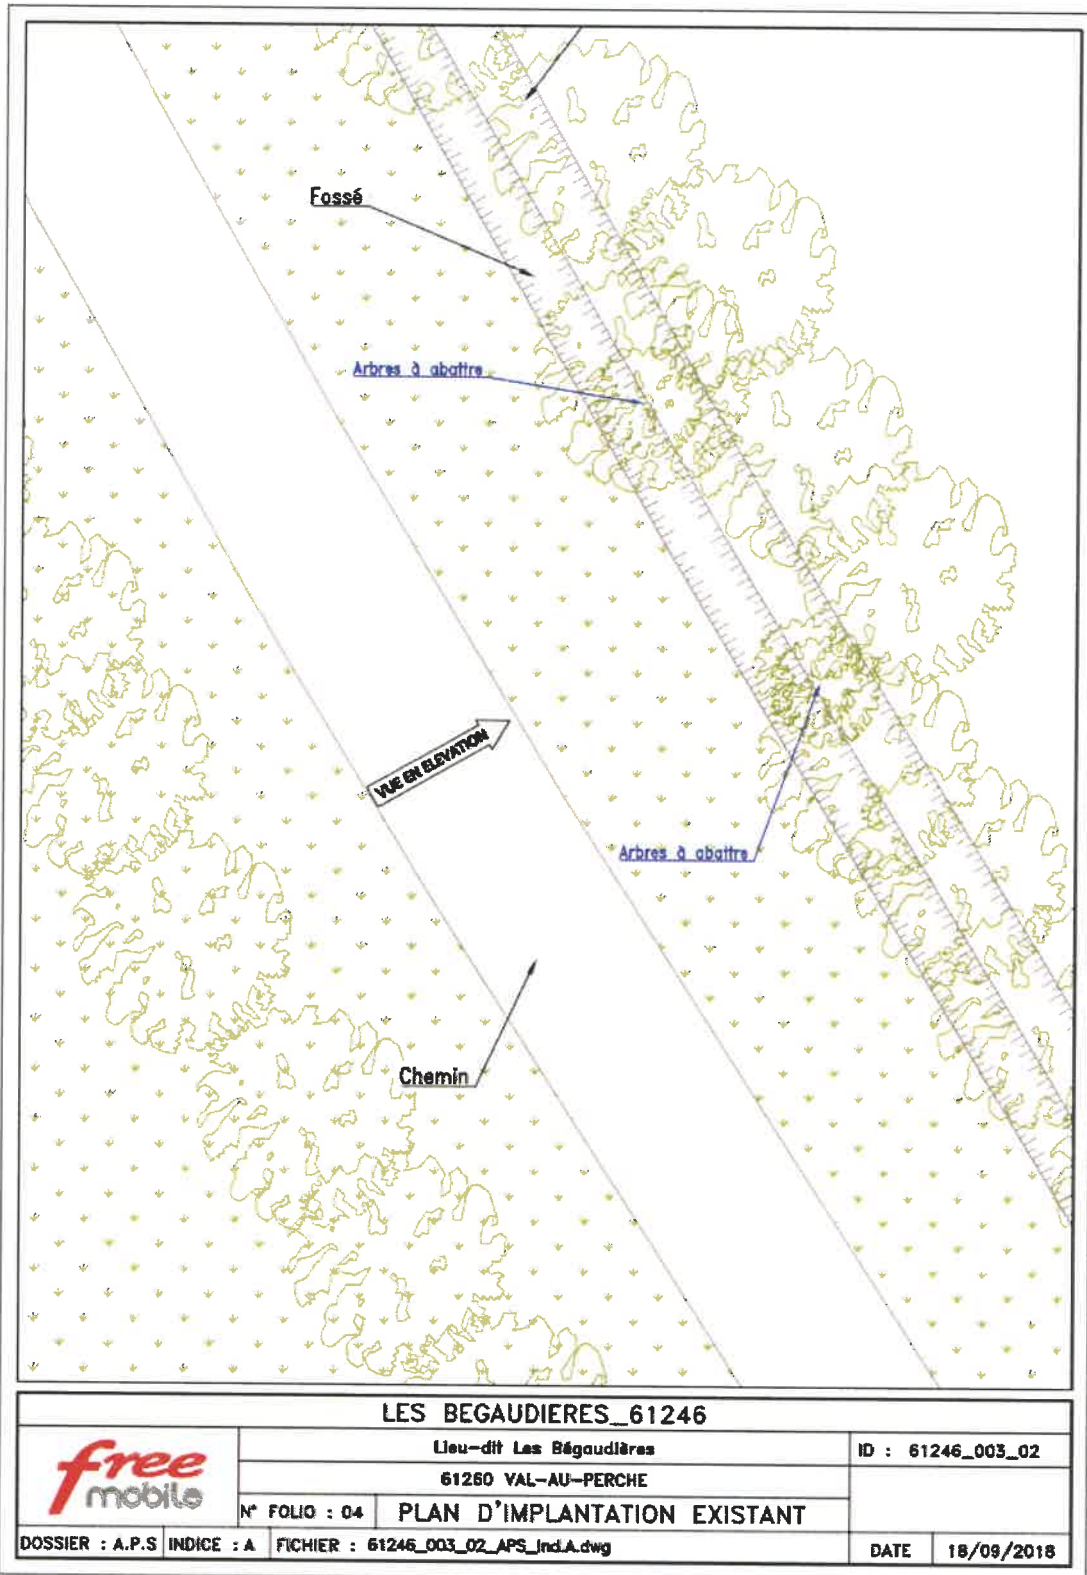 Fossé
Arbres à abattre
VUE EN ELEVATION
Arbres à abattre
Chemin
LES BEGAUDIERES_61246
free mobile
Lieu-dit Les Bégaudières
ID : 61246_003_02
61260 VAL-AU-PERCHE
N° FOLIO : 04
PLAN D'IMPLANTATION EXISTANT
DOSSIER : A.P.S
INDICE : A
FICHIER : 61246_003_02_APS_Ind.A.dwg
DATE
18/09/2018